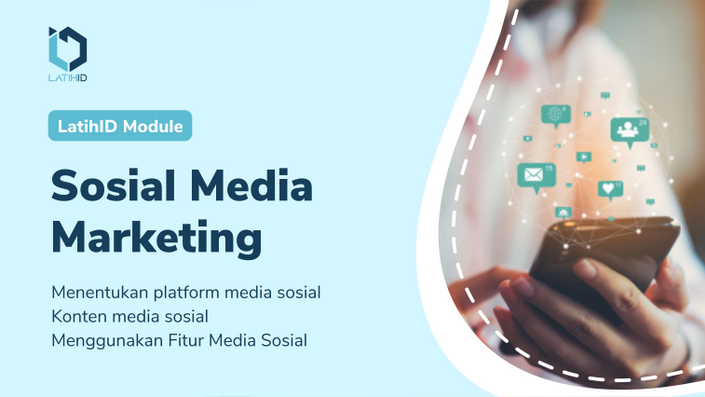 LATIHID
LatihID Module
Sosial Media
Marketing
Menentukan platform media sosial
Konten media sosial
Menggunakan Fitur Media Sosial